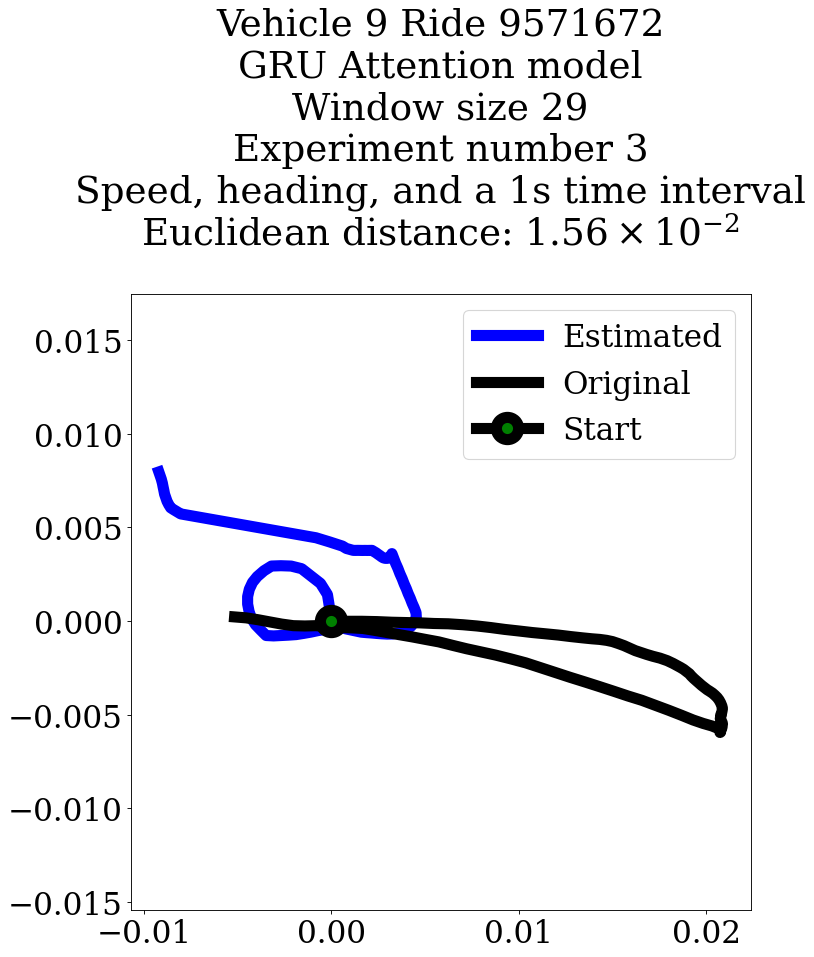 Vehicle 9 Ride 9571672
GRU Attention model
Window size 29
Experiment number 3
Speed, heading, and a 1s time interval
Euclidean distance: 1.56 × 10⁻²
Estimated
Original
Start
0.015
0.010
0.005
0.000
−0.005
−0.010
−0.015
−0.01 0.00 0.01 0.02